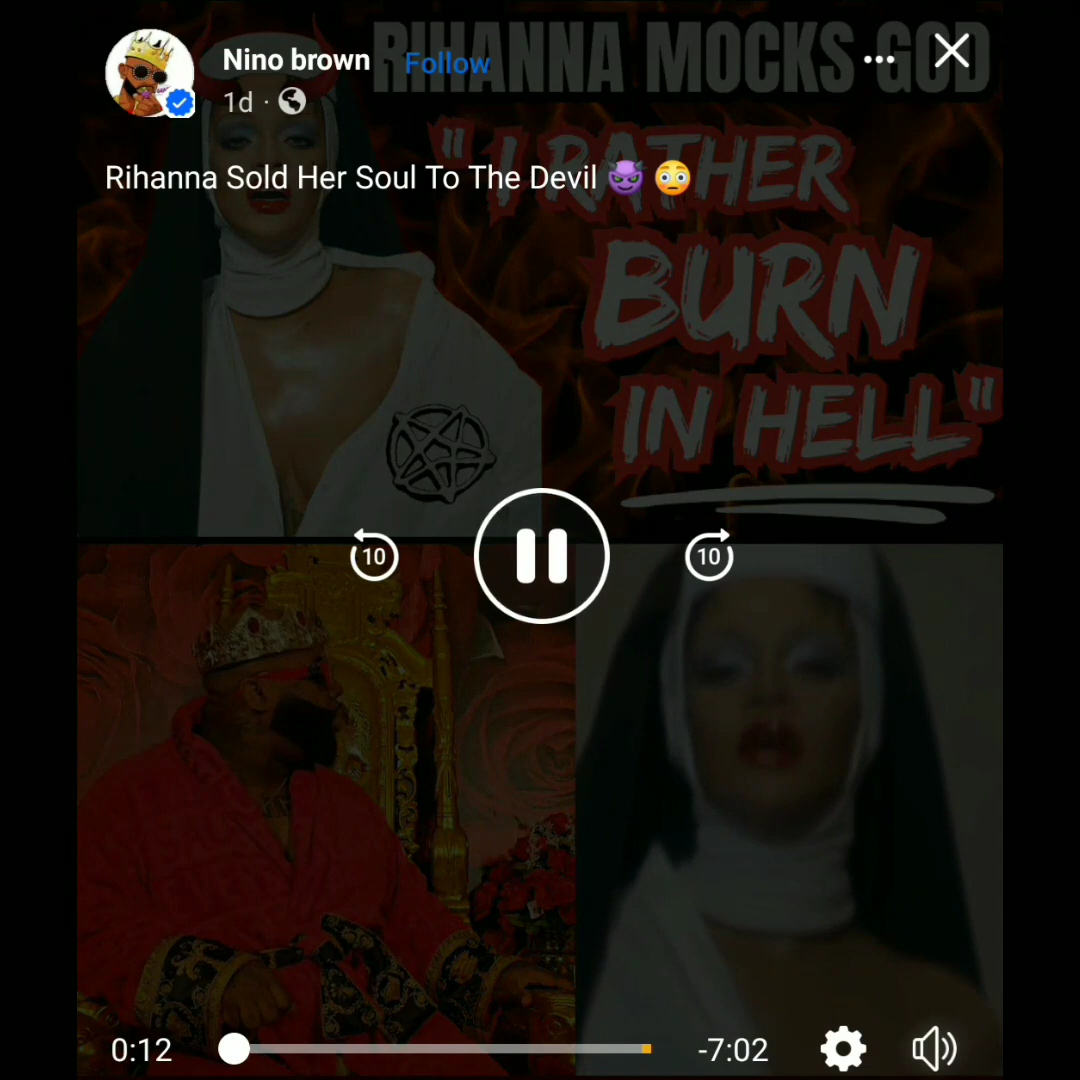 RIHANNA MOCKS GOD
Nino brown Follow
1d ·
Rihanna Sold Her Soul To The Devil 😈 😳
"I RATHER
BURN
IN HELL"
10 10
0:12 -7:02